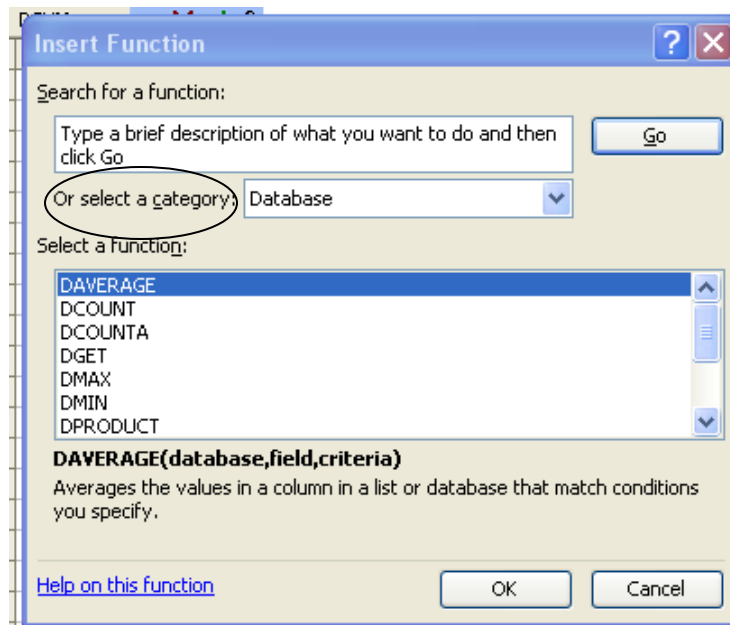 Insert Function
Search for a function:
Type a brief description of what you want to do and then
click Go
Go
Or select a category:
Database
Select a function:
DAVERAGE
DCOUNT
DCOUNTA
DGET
DMAX
DMIN
DPRODUCT
DAVERAGE(database,field,criteria)
Averages the values in a column in a list or database that match conditions
you specify.
Help on this function
OK
Cancel